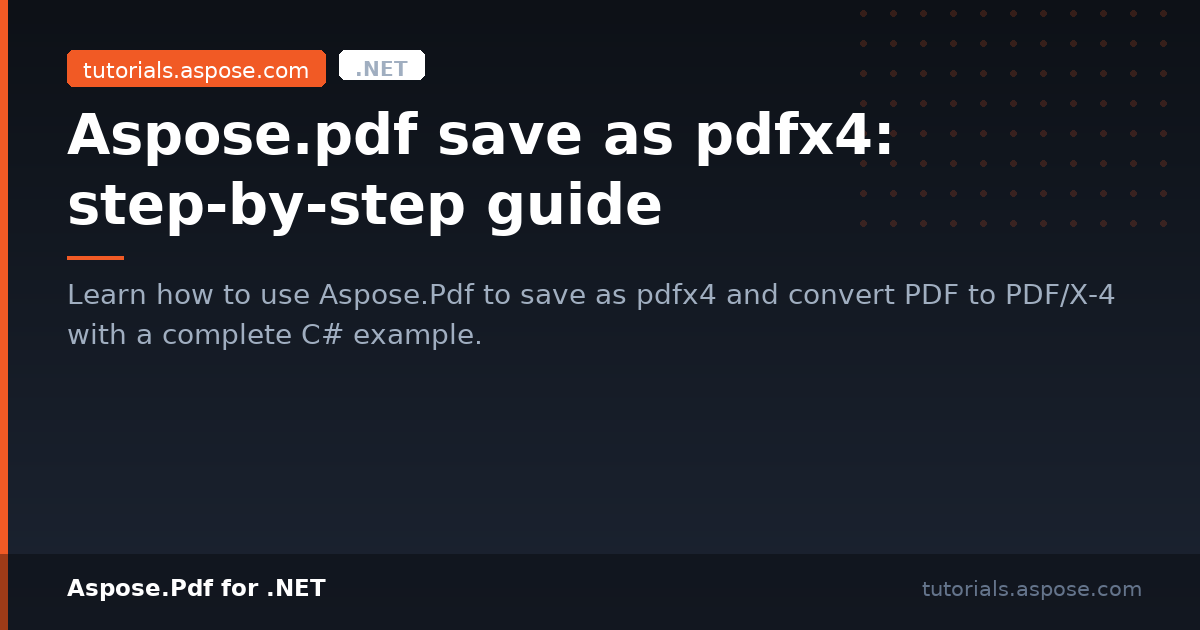 tutorials.aspose.com
.NET
Aspose.pdf save as pdfx4:
step-by-step guide
Learn how to use Aspose.Pdf to save as pdfx4 and convert PDF to PDF/X-4
with a complete C# example.
Aspose.Pdf for .NET
tutorials.aspose.com